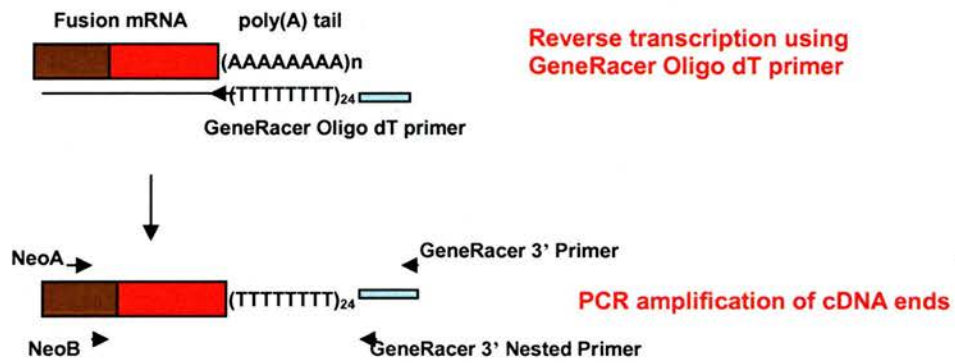 Fusion mRNA poly(A) tail
Reverse transcription using
GeneRacer Oligo dT primer
(AAAAAAAA)n
(TTTTTTTT)24
GeneRacer Oligo dT primer
NeoA
GeneRacer 3' Primer
(TTTTTTTT)24
PCR amplification of cDNA ends
NeoB
GeneRacer 3' Nested Primer